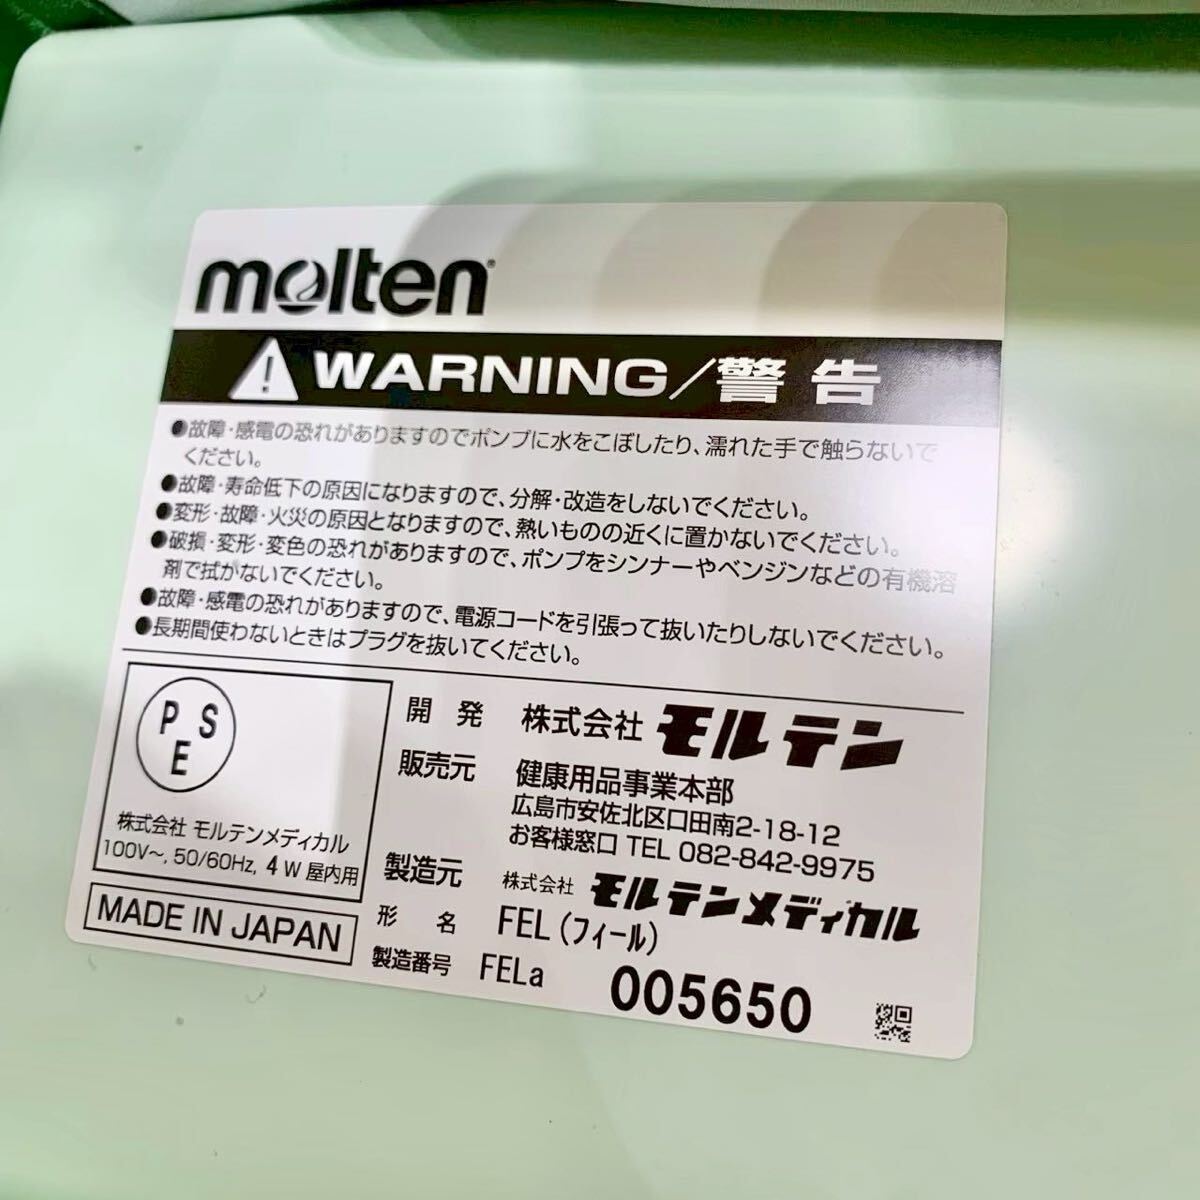 molten®
WARNING/警告
●故障・感電の恐れがありますのでポンプに水をこぼしたり、濡れた手で触らないで
ください。
●故障・寿命低下の原因になりますので、分解・改造をしないでください。
●変形・故障・火災の原因となりますので、熱いものの近くに置かないでください。
●破損・変形・変色の恐れがありますので、ポンプをシンナーやベンジンなどの有機溶
剤で拭がないでください。
●故障・感電の恐れがありますので、電源コードを引張って抜いたりしないでください。
●長期間使わないときはプラグを抜いてください。
PS
E
株式会社 モルテンメディカル
100V~, 50/60Hz, 4W 屋内用
MADE IN JAPAN
開発 株式会社モルテン
販売元 健康用品事業本部
広島市安佐北区口田南2-18-12
お客様窓口 TEL 082-842-9975
製造元 株式会社 モルテンメディカル
形名 FEL(フィール)
製造番号 FELa 005650